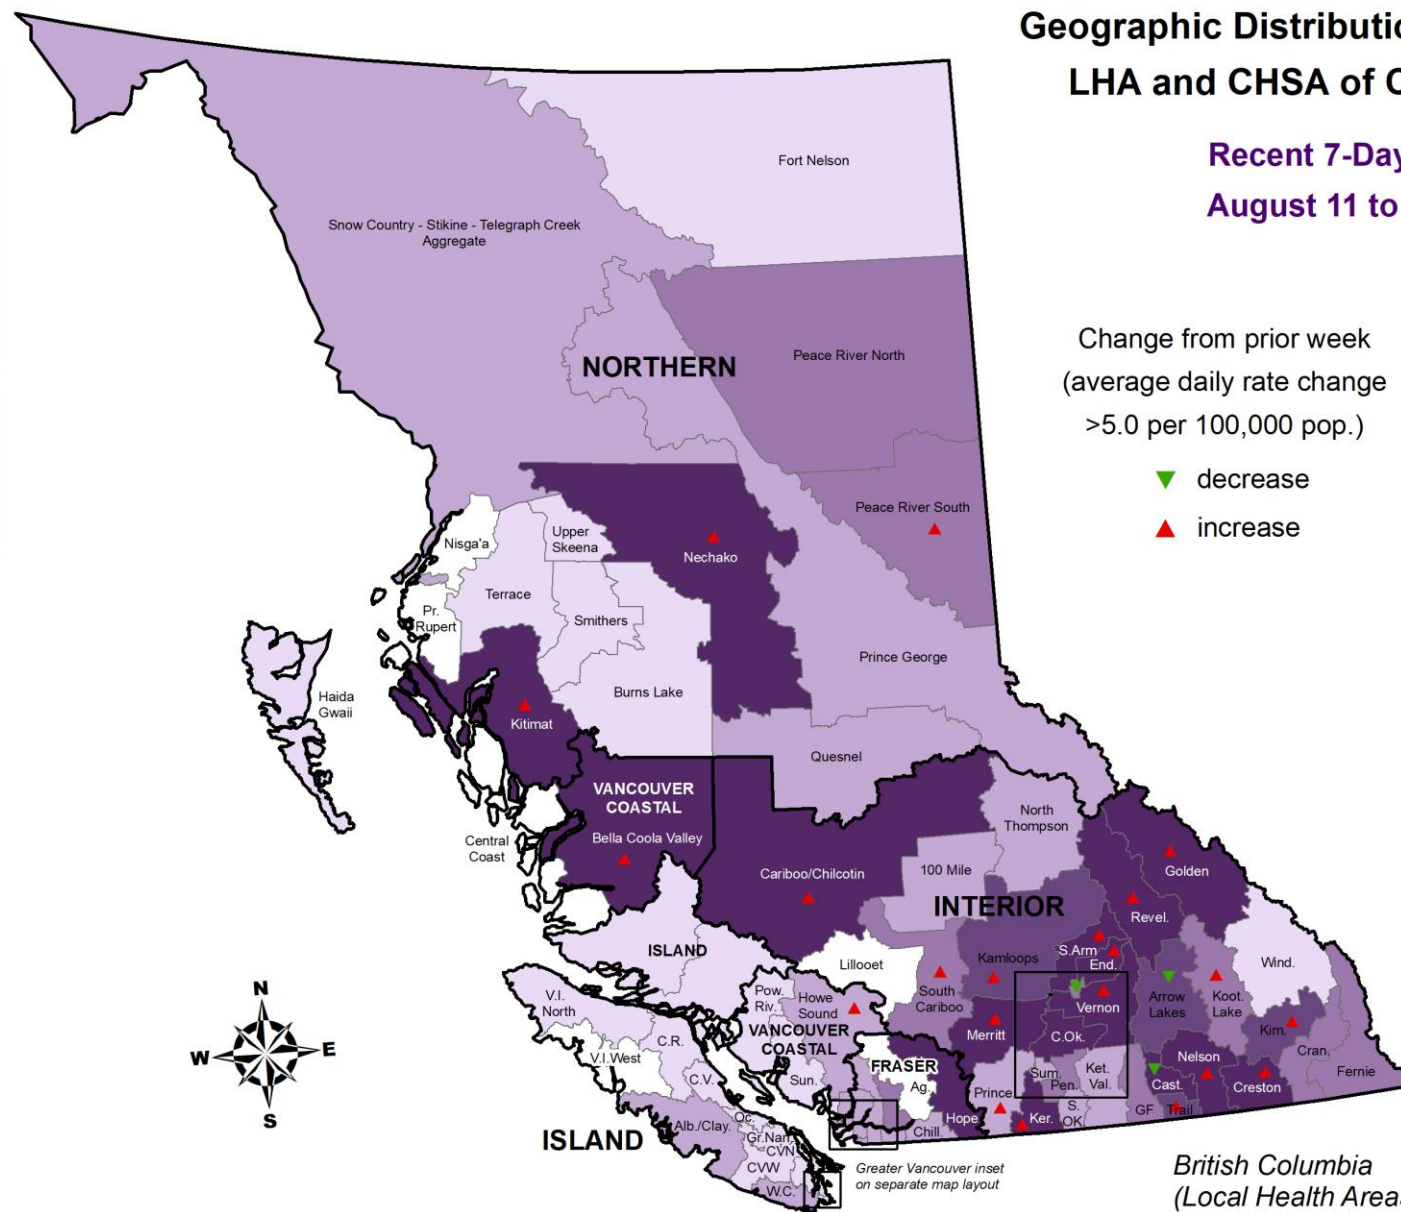 Geographic Distributio
LHA and CHSA of C
Recent 7-Day
August 11 to
Change from prior week
(average daily rate change
>5.0 per 100,000 pop.)
decrease
increase
Fort Nelson
Snow Country - Stikine - Telegraph Creek
Aggregate
Peace River North
NORTHERN
Peace River South
Nechako
Nisga'a
Upper
Skeena
Terrace
Smithers
Pr.
Rupert
Prince George
Burns Lake
Haida
Gwaii
Kitimat
Quesnel
VANCOUVER
COASTAL
Bella Coola Valley
Central
Coast
Cariboo/Chilcotin
North
Thompson
100 Mile
INTERIOR
Golden
Revel.
S.Arm
End.
Kamloops
Lillooet
South
Cariboo
Vernon
Arrow
Lakes
Koot.
Lake
Wind.
Kim.
Cran.
Fernie
Merritt
C.Ok.
Nelson
Cast.
Creston
Sum.
Pen.
Ket.
Val.
S.
OK
GF
Trail
Prince
Ker.
Hope
ISLAND
Pow.
Riv.
Howe
Sound
VANCOUVER
COASTAL
FRASER
Ag.
Sun.
Chill.
V.I.
North
C.R.
V.I.West
C.V.
Oc.
Alb./Clay.
Gr.Nan.
CVN
CVW
W.C.
ISLAND
N
W
E
S
Greater Vancouver inset
on separate map layout
British Columbia
(Local Health Areas